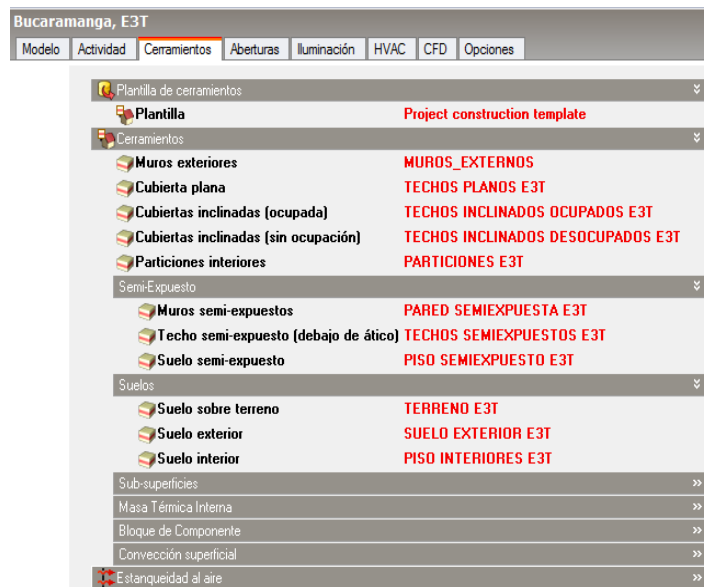 Bucaramanga, E3T
Modelo Actividad Cerramientos Aberturas Iluminación HVAC CFD Opciones
Plantilla de cerramientos
Plantilla Project construction template
Cerramientos
Muros exteriores MUROS_EXTERNOS
Cubierta plana TECHOS PLANOS E3T
Cubiertas inclinadas (ocupada) TECHOS INCLINADOS OCUPADOS E3T
Cubiertas inclinadas (sin ocupación) TECHOS INCLINADOS DESOCUPADOS E3T
Particiones interiores PARTICIONES E3T
Semi-Expuesto
Muros semi-expuestos PARED SEMIEXPUESTA E3T
Techo semi-expuesto (debajo de ático) TECHOS SEMIEXPUESTOS E3T
Suelo semi-expuesto PISO SEMIEXPUESTO E3T
Suelos
Suelo sobre terreno TERRENO E3T
Suelo exterior SUELO EXTERIOR E3T
Suelo interior PISO INTERIORES E3T
Sub-superficies
Masa Térmica Interna
Bloque de Componente
Convección superficial
Estanqueidad al aire